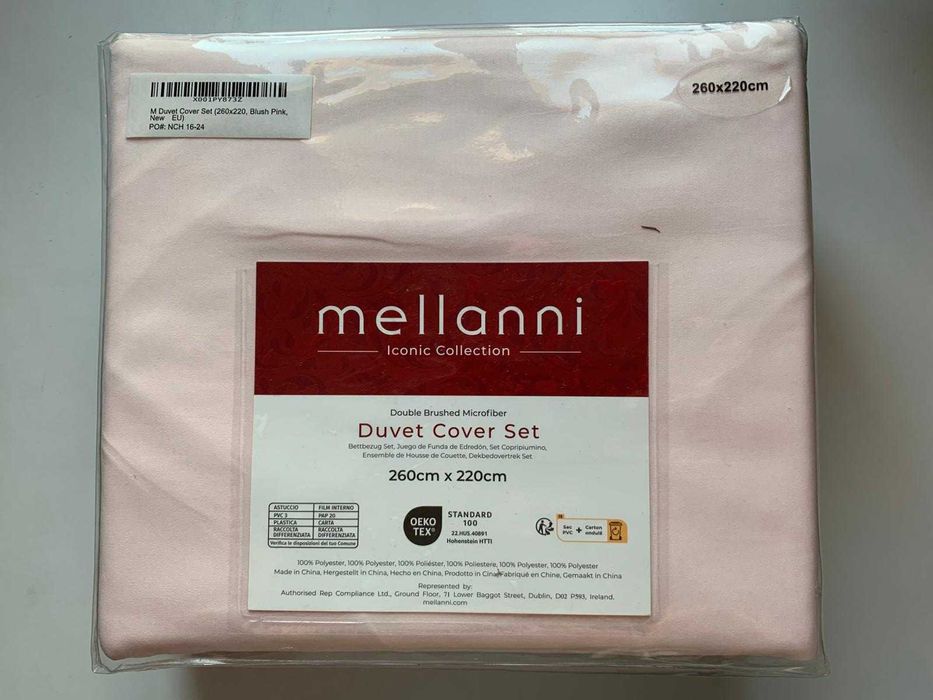 X001PY873Z
M Duvet Cover Set (260x220, Blush Pink,
New EU)
PO#: NCH 16-24
260x220cm
mellanni
Iconic Collection
Double Brushed Microfiber
Duvet Cover Set
Bettbezug Set, Juego de Funda de Edredón, Set Copripiumino,
Ensemble de Housse de Couette, Dekbedovertrek Set
260cm x 220cm
ASTUCCIO FILM INTERNO
PVC 3 PAP 20
PLASTICA CARTA
RACCOLTA DIFFERENZIATA RACCOLTA DIFFERENZIATA
Verifica le disposizioni del tuo Comune
OEKO
TEX®
STANDARD
100
22.HUS.40891
Hohenstein HTTI
FR
Sac
PVC
+
Carton
ondulé
100% Polyester, 100% Polyester, 100% Poliéster, 100% Poliestere, 100% Polyester, 100% Polyester
Made in China, Hergestellt in China, Hecho en China, Prodotto in Cina, Fabriqué en Chine, Gemaakt in China
Represented by:
Authorised Rep Compliance Ltd., Ground Floor, 71 Lower Baggot Street, Dublin, D02 P593, Ireland.
mellanni.com